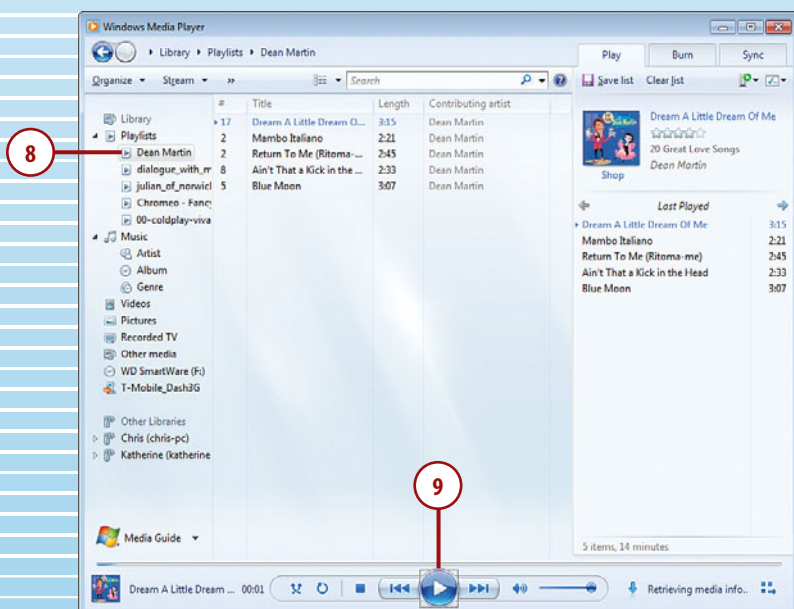 Windows Media Player
Library Playlists Dean Martin
Play Burn Sync
Organize Stream » Search Save list Clear list
# Title Length Contributing artist
Library
Playlists
Dean Martin
dialogue_with_m
julian_of_norwicl
Chromeo - Fancy
00-coldplay-viva
Music
Artist
Album
Genre
Videos
Pictures
Recorded TV
Other media
WD SmartWare (F:)
T-Mobile_Dash3G
Other Libraries
Chris (chris-pc)
Katherine (katherine
Media Guide
17 Dream A Little Dream O... 3:15 Dean Martin
2 Mambo Italiano 2:21 Dean Martin
2 Return To Me (Ritoma-... 2:45 Dean Martin
8 Ain't That a Kick in the ... 2:33 Dean Martin
5 Blue Moon 3:07 Dean Martin
Dream A Little Dream Of Me
20 Great Love Songs
Dean Martin
Shop
Last Played
Dream A Little Dream Of Me 3:15
Mambo Italiano 2:21
Return To Me (Ritoma-me) 2:45
Ain't That a Kick in the Head 2:33
Blue Moon 3:07
5 items, 14 minutes
Dream A Little Dream ... 00:01 Retrieving media info..
8
9